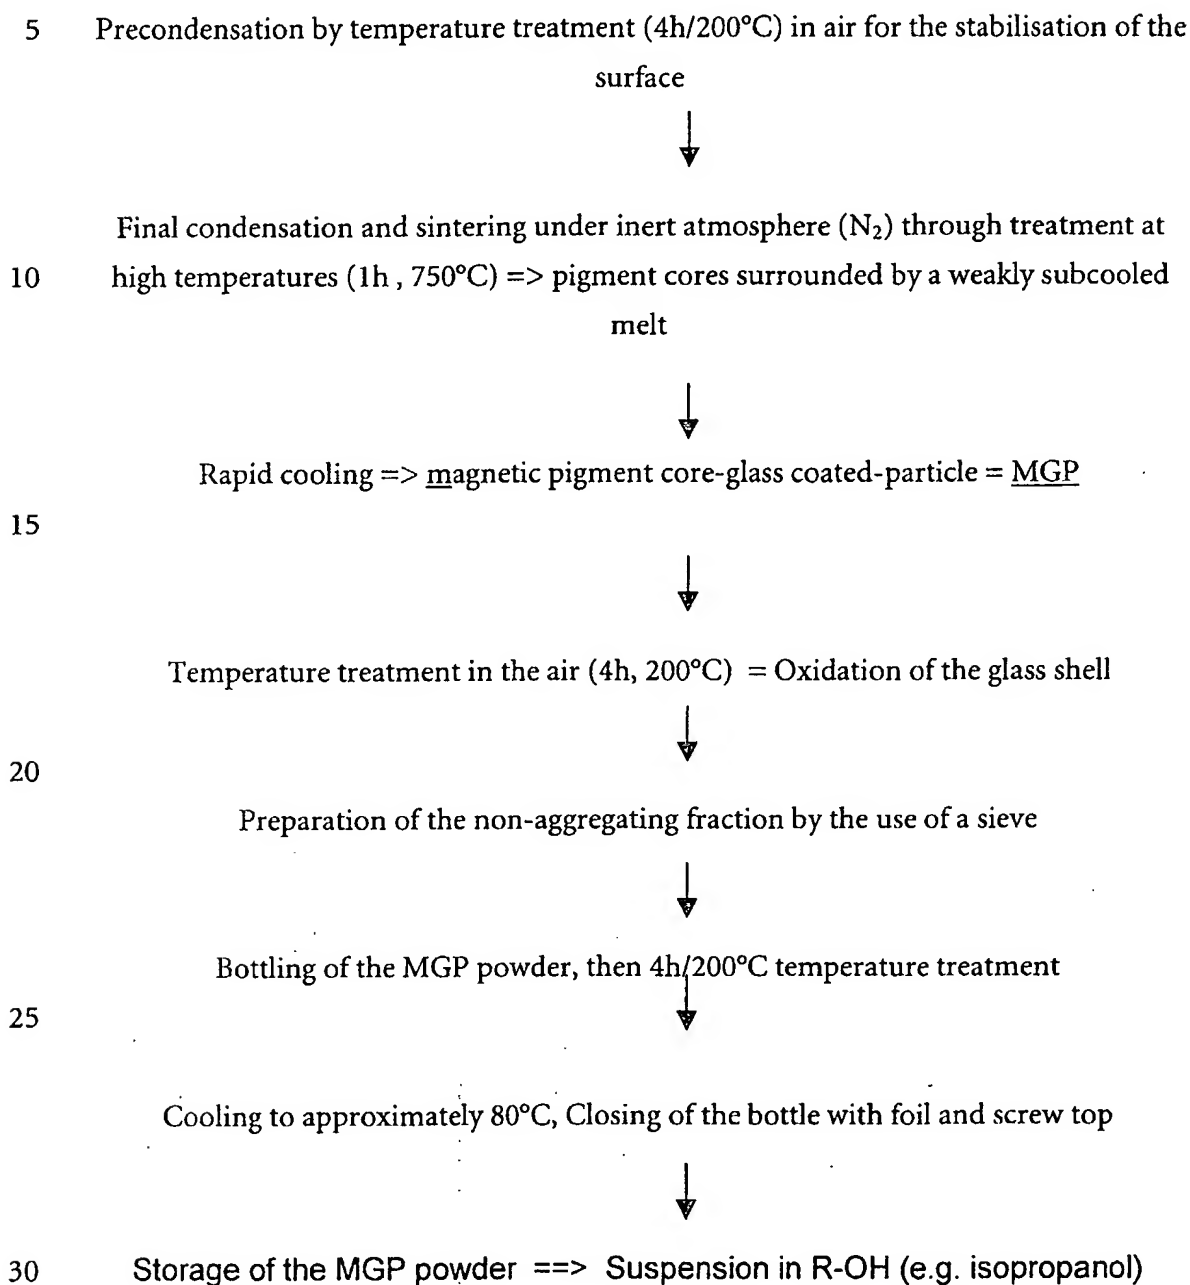 5 Precondensation by temperature treatment (4h/200°C) in air for the stabilisation of the
surface
Final condensation and sintering under inert atmosphere (N₂) through treatment at
10 high temperatures (1h , 750°C) => pigment cores surrounded by a weakly subcooled
melt
Rapid cooling => magnetic pigment core-glass coated-particle = MGP
15
Temperature treatment in the air (4h, 200°C) = Oxidation of the glass shell
20
Preparation of the non-aggregating fraction by the use of a sieve
Bottling of the MGP powder, then 4h/200°C temperature treatment
25
Cooling to approximately 80°C, Closing of the bottle with foil and screw top
30 Storage of the MGP powder ==> Suspension in R-OH (e.g. isopropanol)